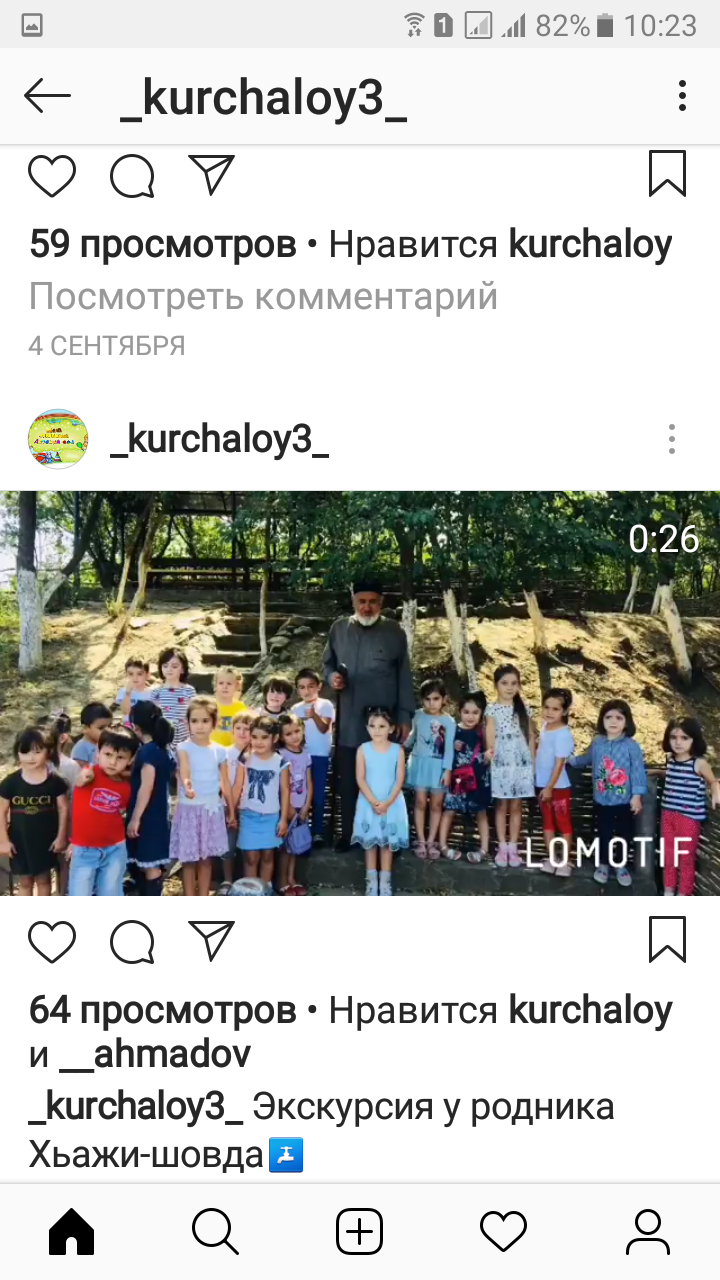 1 82% 10:23
_kurchaloy3_
59 просмотров • Нравится kurchaloy
Посмотреть комментарий
4 СЕНТЯБРЯ
_kurchaloy3_
0:26
GUCCI
LOMOTIF
64 просмотров • Нравится kurchaloy
и __ahmadov
_kurchaloy3_ Экскурсия у родника
Хьажи-шовда